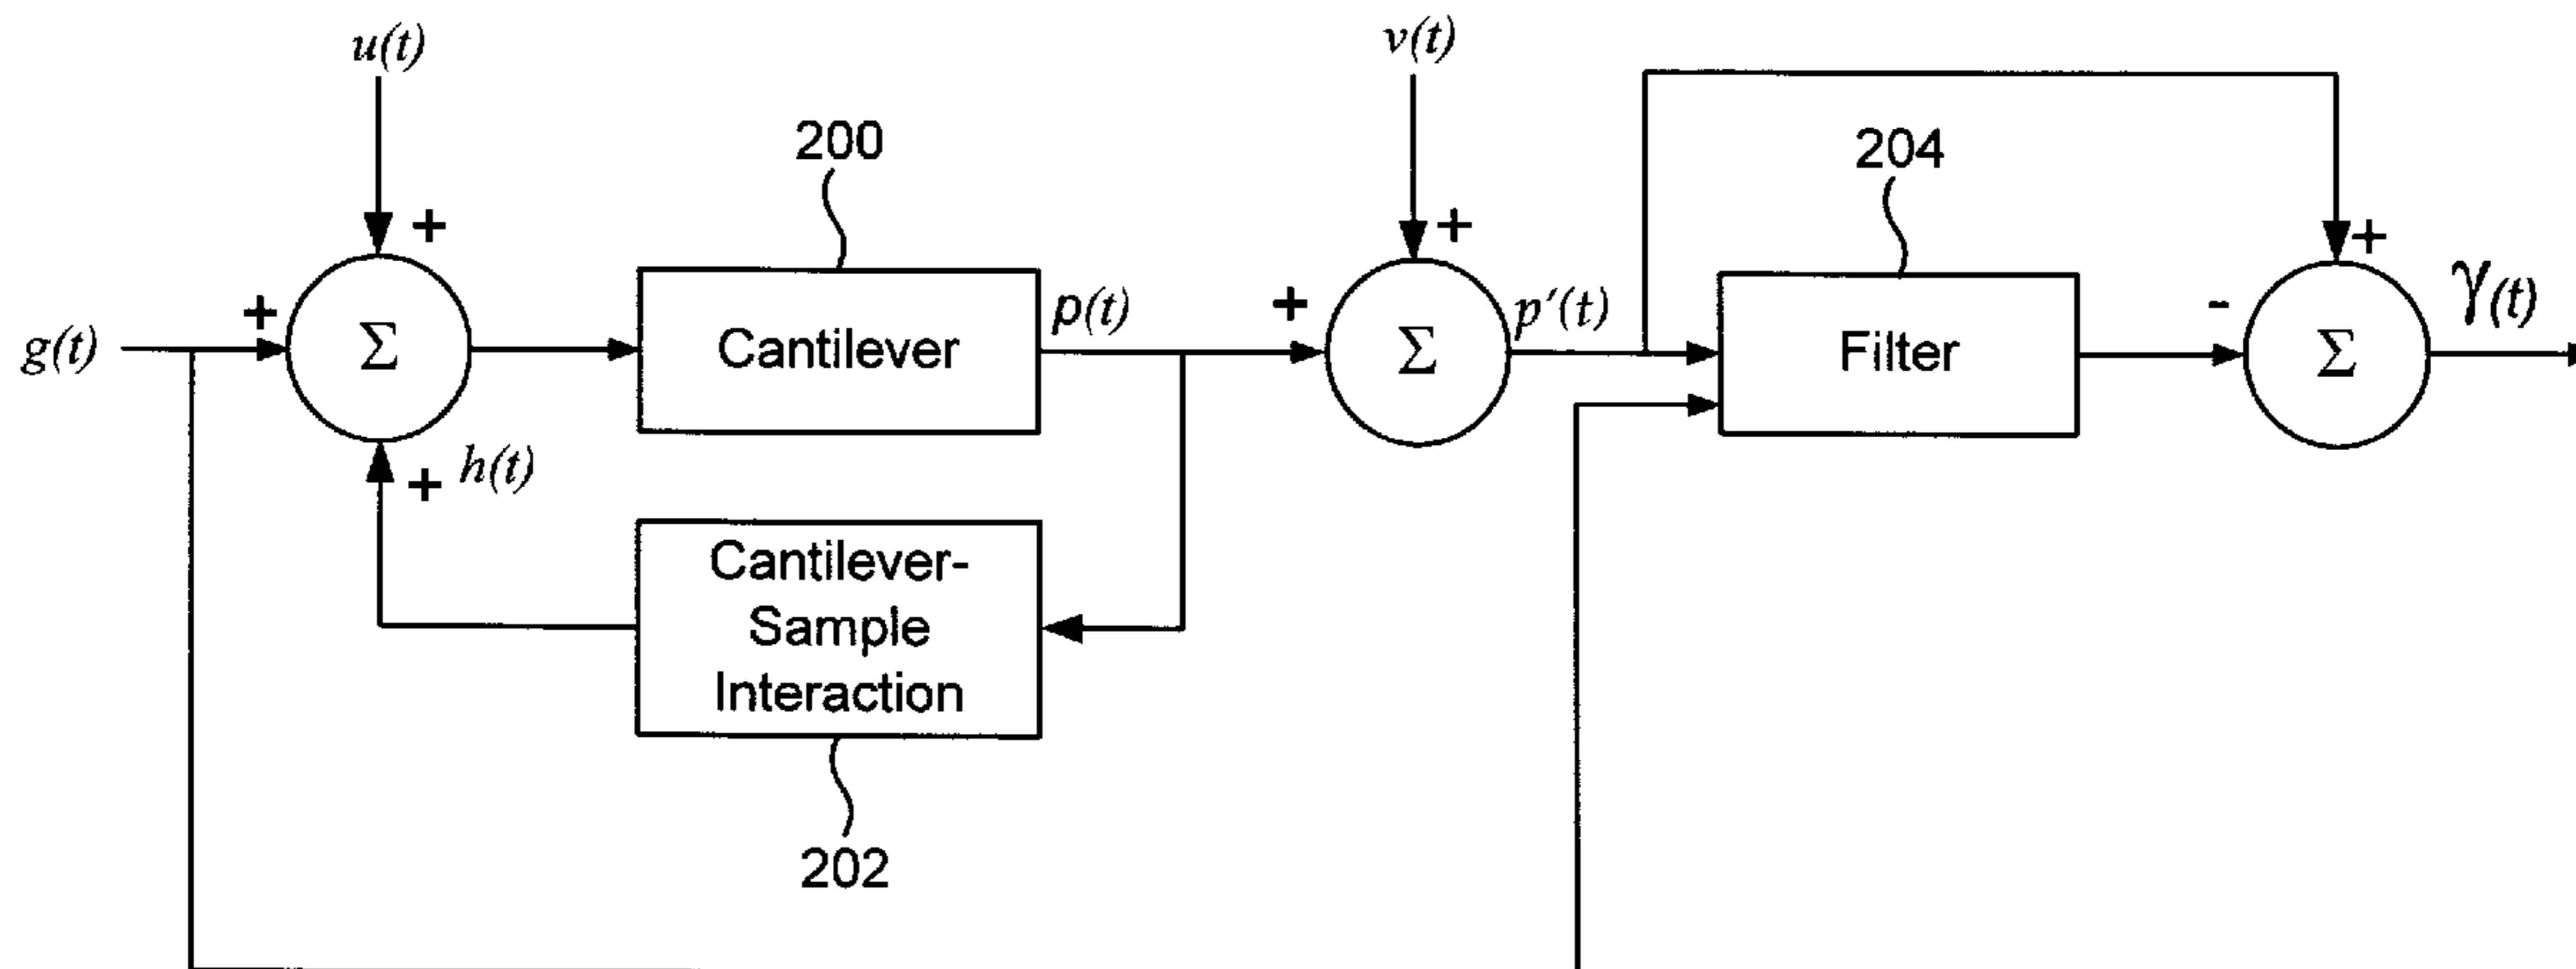 u(t)
v(t)
200
204
+
+
+
g(t)
+
Σ
Cantilever
p(t)
+
Σ
p′(t)
Filter
-
Σ
γ(t)
+
h(t)
Cantilever-
Sample
Interaction
202